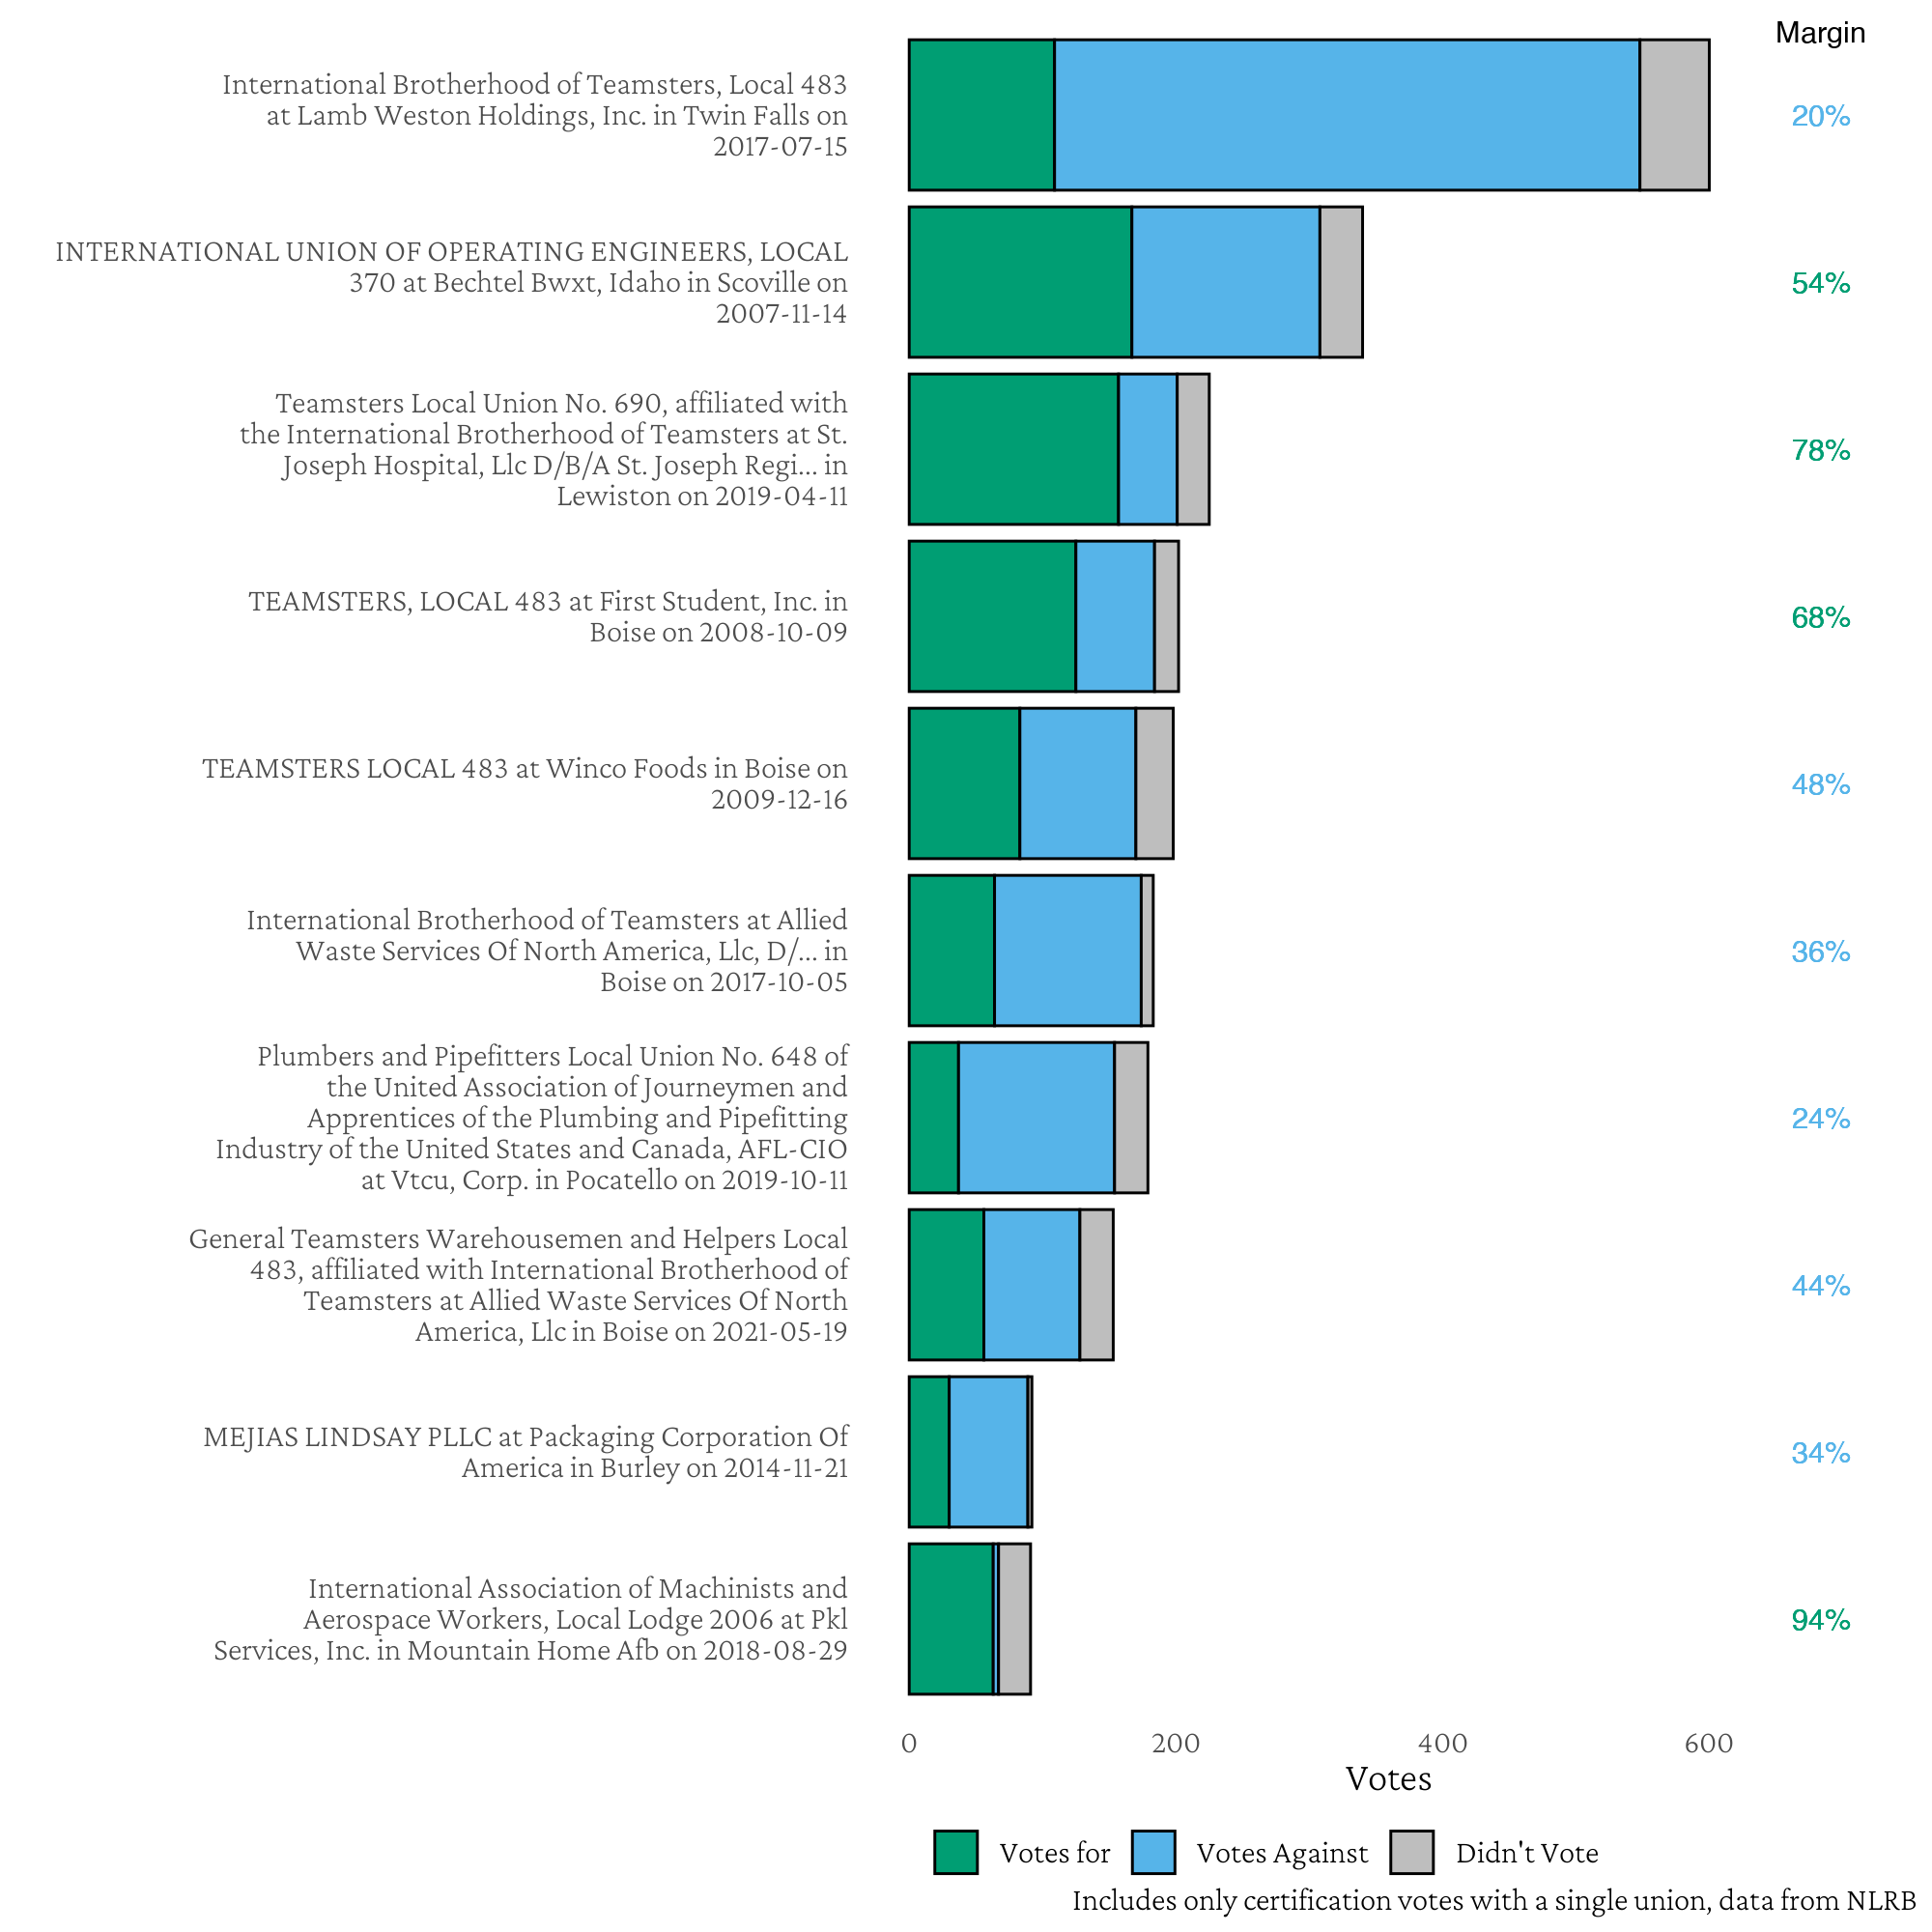 Margin
International Brotherhood of Teamsters, Local 483
at Lamb Weston Holdings, Inc. in Twin Falls on
2017-07-15
20%
INTERNATIONAL UNION OF OPERATING ENGINEERS, LOCAL
370 at Bechtel Bwxt, Idaho in Scoville on
2007-11-14
54%
Teamsters Local Union No. 690, affiliated with
the International Brotherhood of Teamsters at St.
Joseph Hospital, Llc D/B/A St. Joseph Regi... in
Lewiston on 2019-04-11
78%
TEAMSTERS, LOCAL 483 at First Student, Inc. in
Boise on 2008-10-09
68%
TEAMSTERS LOCAL 483 at Winco Foods in Boise on
2009-12-16
48%
International Brotherhood of Teamsters at Allied
Waste Services Of North America, Llc, D/... in
Boise on 2017-10-05
36%
Plumbers and Pipefitters Local Union No. 648 of
the United Association of Journeymen and
Apprentices of the Plumbing and Pipefitting
Industry of the United States and Canada, AFL-CIO
at Vtcu, Corp. in Pocatello on 2019-10-11
24%
General Teamsters Warehousemen and Helpers Local
483, affiliated with International Brotherhood of
Teamsters at Allied Waste Services Of North
America, Llc in Boise on 2021-05-19
44%
MEJIAS LINDSAY PLLC at Packaging Corporation Of
America in Burley on 2014-11-21
34%
International Association of Machinists and
Aerospace Workers, Local Lodge 2006 at Pkl
Services, Inc. in Mountain Home Afb on 2018-08-29
94%
0 200 400 600
Votes
Votes for Votes Against Didn't Vote
Includes only certification votes with a single union, data from NLRB